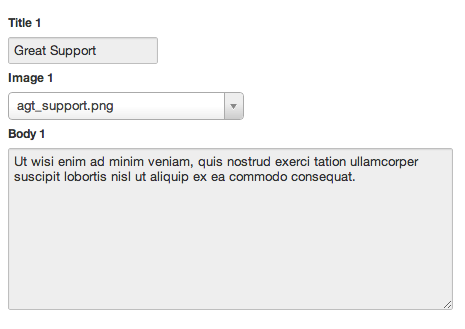 Title 1
Great Support
Image 1
agt_support.png
Body 1
Ut wisi enim ad minim veniam, quis nostrud exerci tation ullamcorper
suscipit lobortis nisl ut aliquip ex ea commodo consequat.